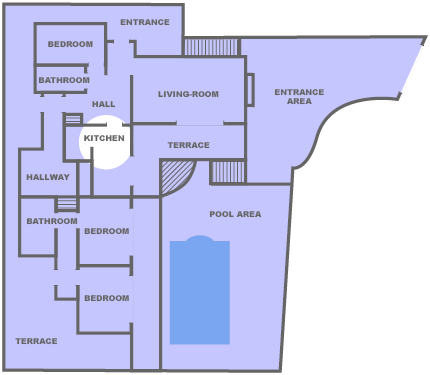 ENTRANCE
BEDROOM
BATHROOM
HALL
LIVING-ROOM
ENTRANCE
AREA
KITCHEN
TERRACE
HALLWAY
BATHROOM
BEDROOM
POOL AREA
BEDROOM
TERRACE